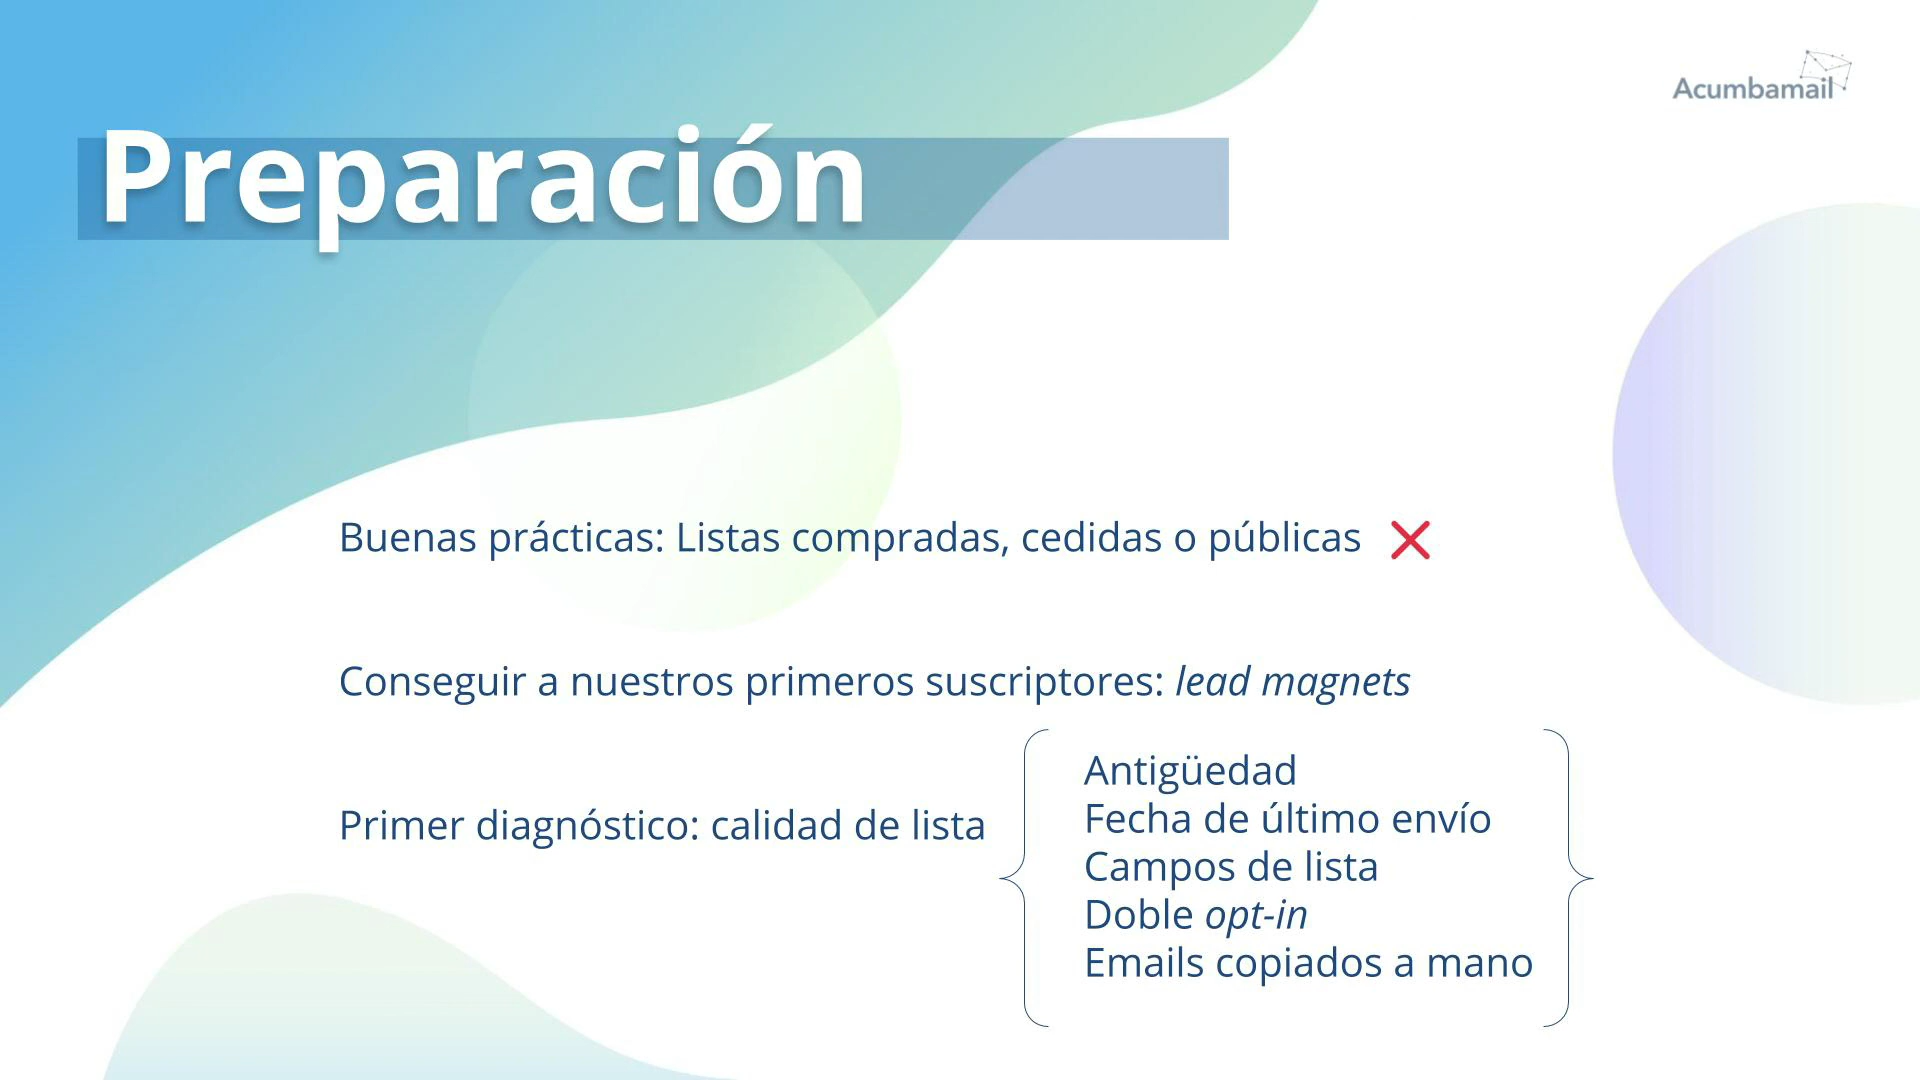 Acumbamail
Preparación
Buenas prácticas: Listas compradas, cedidas o públicas
Conseguir a nuestros primeros suscriptores: lead magnets
Primer diagnóstico: calidad de lista
Antigüedad
Fecha de último envío
Campos de lista
Doble opt-in
Emails copiados a mano